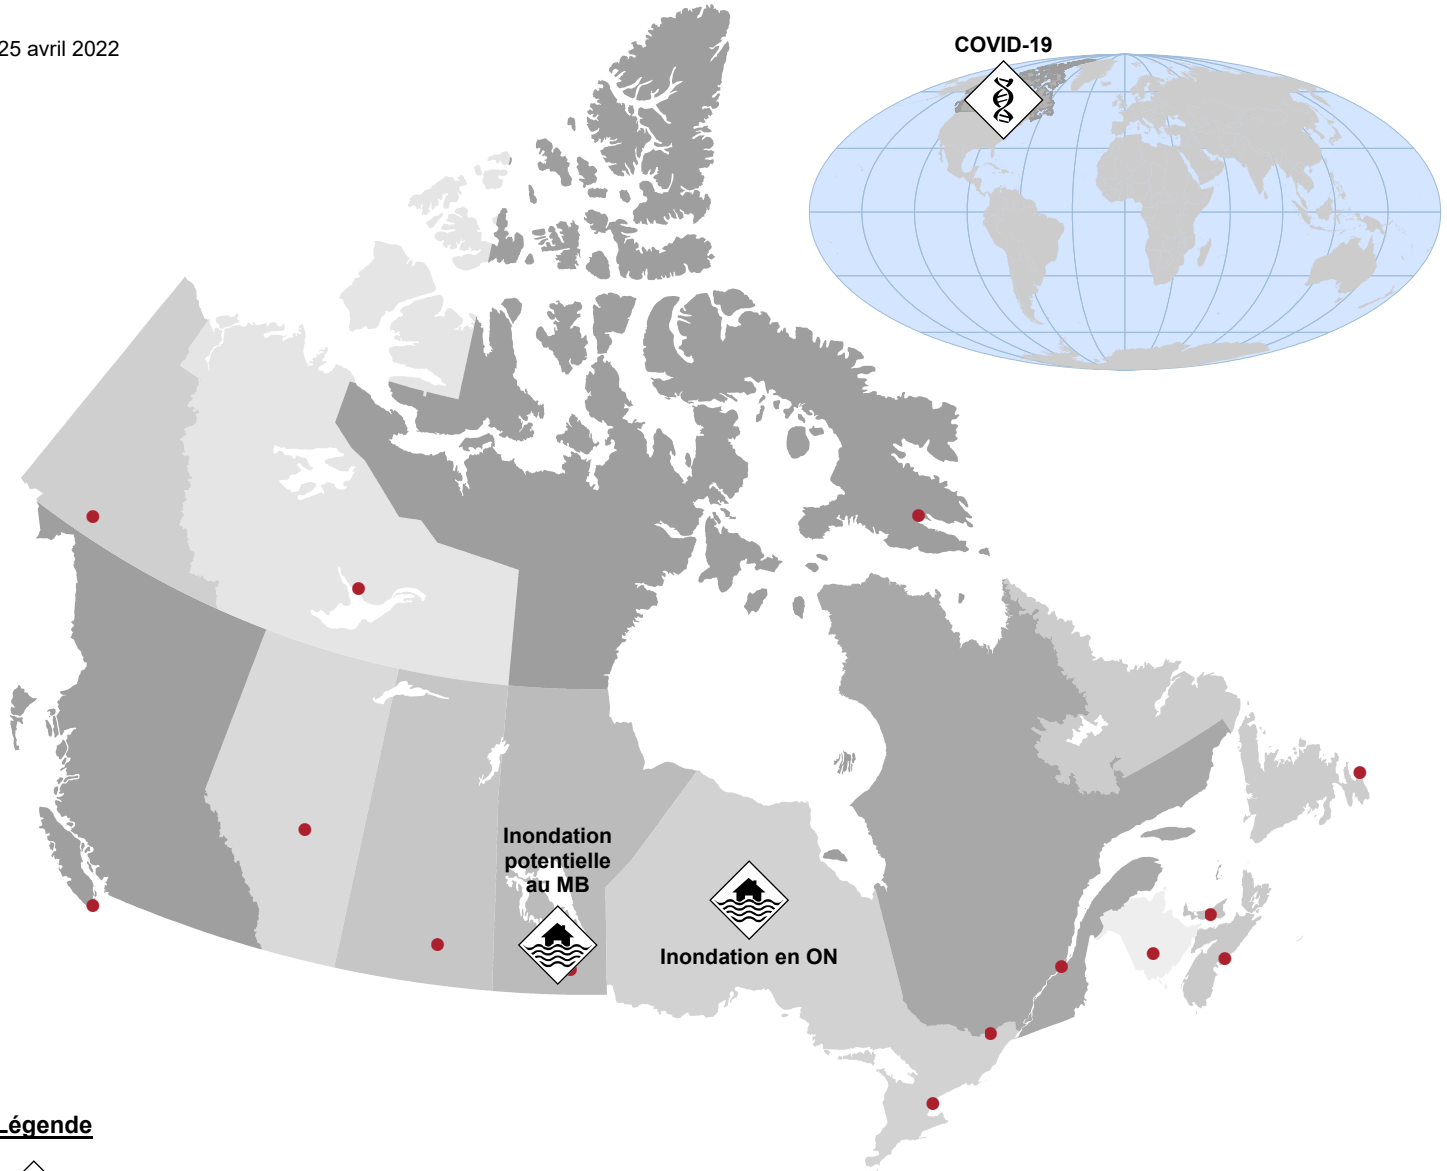 25 avril 2022
COVID-19
Inondation
potentielle
au MB
Inondation en ON
Légende